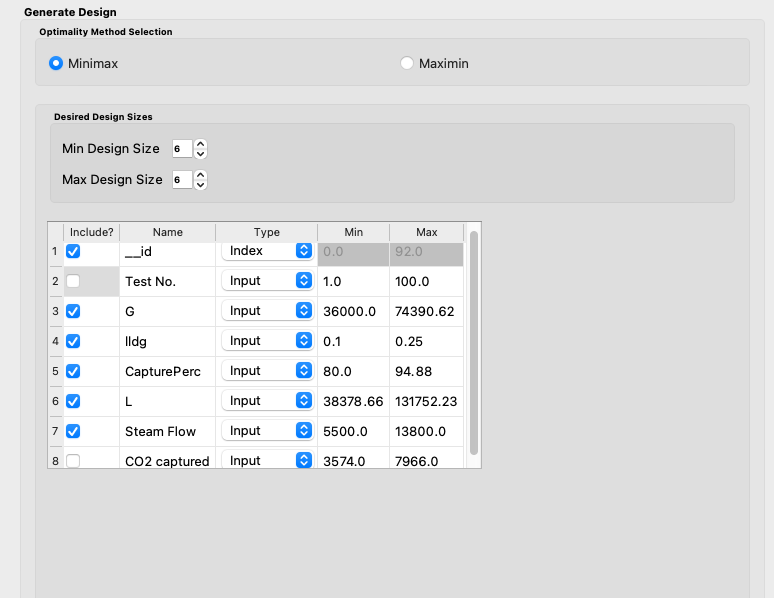 Generate Design
Optimality Method Selection
Minimax Maximin
Desired Design Sizes
Min Design Size 6
Max Design Size 6
Include? Name Type Min Max
1 __id Index 0.0 92.0
2 Test No. Input 1.0 100.0
3 G Input 36000.0 74390.62
4 lldg Input 0.1 0.25
5 CapturePerc Input 80.0 94.88
6 L Input 38378.66 131752.23
7 Steam Flow Input 5500.0 13800.0
8 CO2 captured Input 3574.0 7966.0